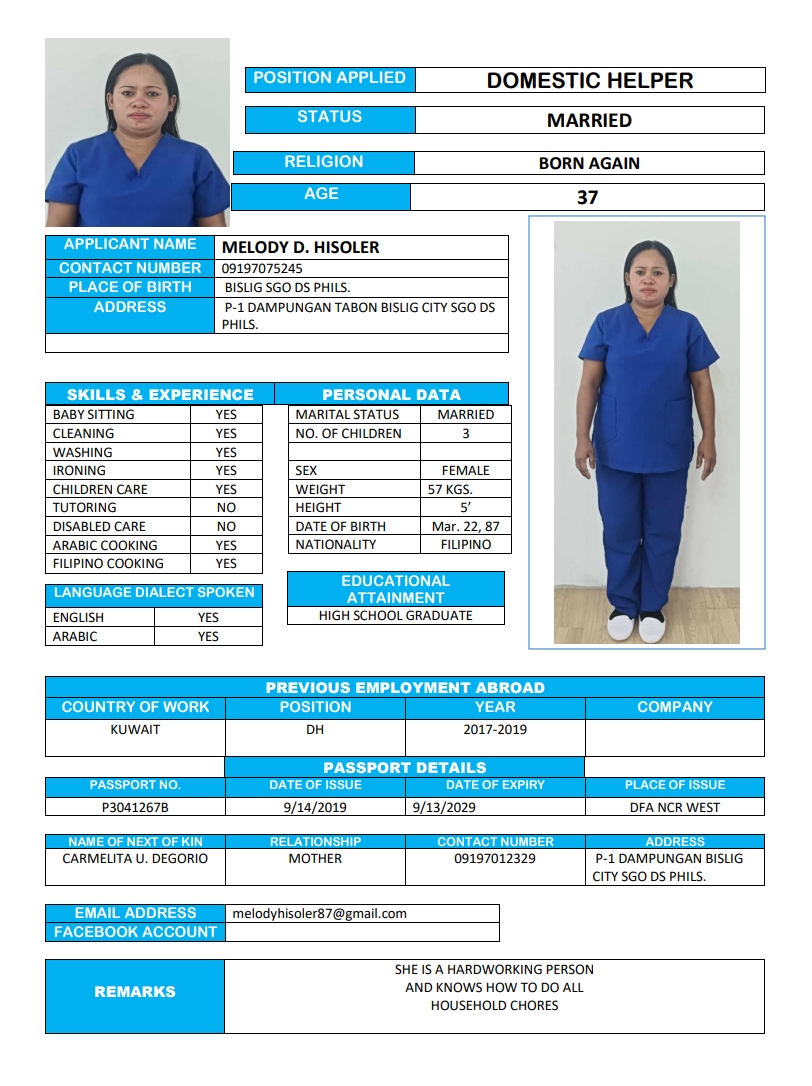 POSITION APPLIED DOMESTIC HELPER
STATUS MARRIED
RELIGION BORN AGAIN
AGE 37
APPLICANT NAME MELODY D. HISOLER
CONTACT NUMBER 09197075245
PLACE OF BIRTH BISLIG SGO DS PHILS.
ADDRESS P-1 DAMPUNGAN TABON BISLIG CITY SGO DS
PHILS.
SKILLS & EXPERIENCE PERSONAL DATA
BABY SITTING YES MARITAL STATUS MARRIED
CLEANING YES NO. OF CHILDREN 3
WASHING YES
IRONING YES SEX FEMALE
CHILDREN CARE YES WEIGHT 57 KGS.
TUTORING NO HEIGHT 5’
DISABLED CARE NO DATE OF BIRTH Mar. 22, 87
ARABIC COOKING YES NATIONALITY FILIPINO
FILIPINO COOKING YES
LANGUAGE DIALECT SPOKEN
ENGLISH YES
ARABIC YES
EDUCATIONAL
ATTAINMENT
HIGH SCHOOL GRADUATE
PREVIOUS EMPLOYMENT ABROAD
COUNTRY OF WORK POSITION YEAR COMPANY
KUWAIT DH 2017-2019
PASSPORT DETAILS
PASSPORT NO. DATE OF ISSUE DATE OF EXPIRY PLACE OF ISSUE
P3041267B 9/14/2019 9/13/2029 DFA NCR WEST
NAME OF NEXT OF KIN RELATIONSHIP CONTACT NUMBER ADDRESS
CARMELITA U. DEGORIO MOTHER 09197012329 P-1 DAMPUNGAN BISLIG
CITY SGO DS PHILS.
EMAIL ADDRESS melodyhisoler87@gmail.com
FACEBOOK ACCOUNT
REMARKS
SHE IS A HARDWORKING PERSON
AND KNOWS HOW TO DO ALL
HOUSEHOLD CHORES